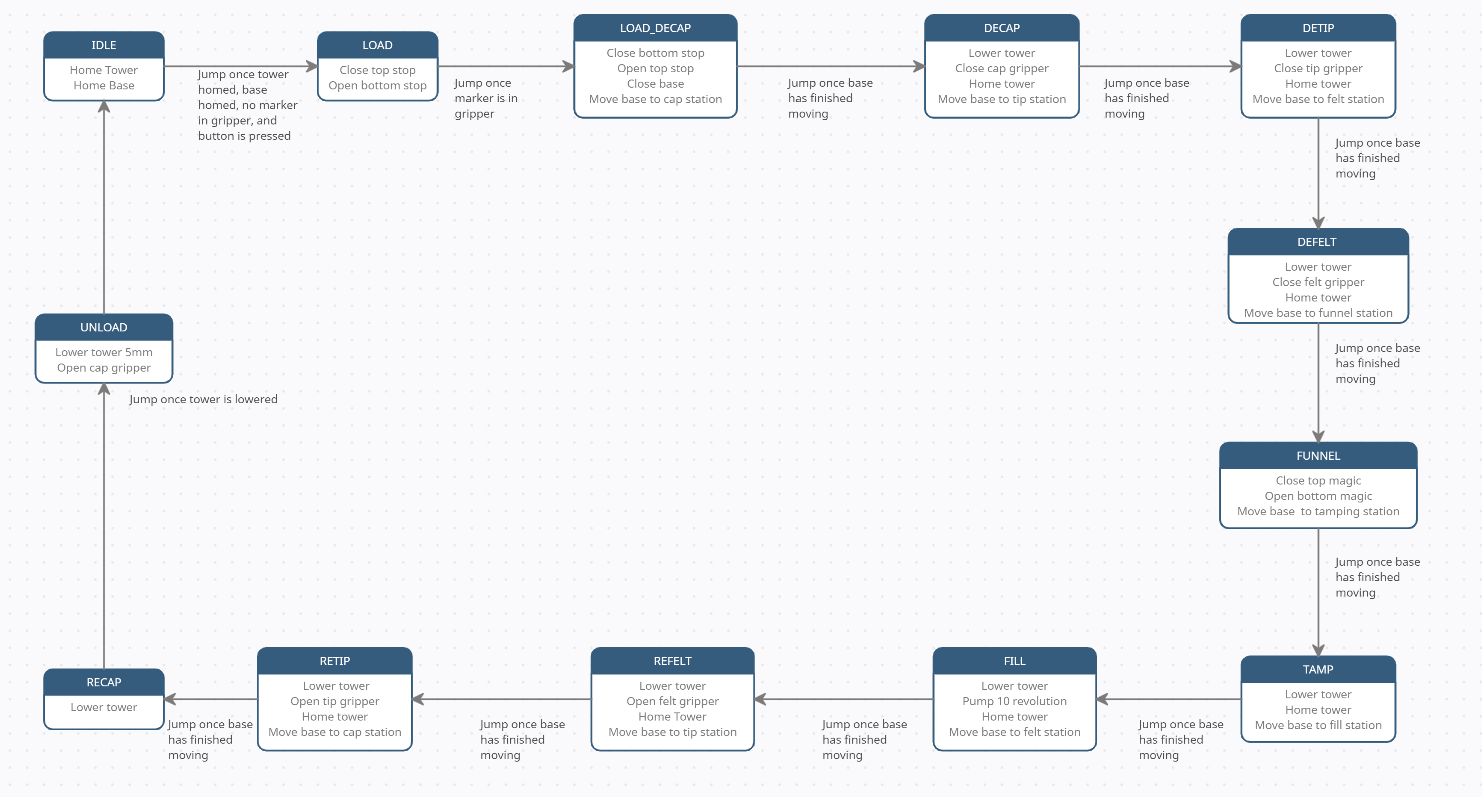 IDLE
Home Tower
Home Base
Jump once tower
homed, base
homed, no marker
in gripper, and
button is pressed
LOAD
Close top stop
Open bottom stop
Jump once
marker is in
gripper
LOAD_DECAP
Close bottom stop
Open top stop
Close base
Move base to cap station
Jump once base
has finished
moving
DECAP
Lower tower
Close cap gripper
Home tower
Move base to tip station
Jump once base
has finished
moving
DETIP
Lower tower
Close tip gripper
Home tower
Move base to felt station
Jump once base
has finished
moving
DEFELT
Lower tower
Close felt gripper
Home tower
Move base to funnel station
Jump once base
has finished
moving
FUNNEL
Close top magic
Open bottom magic
Move base  to tamping station
Jump once base
has finished
moving
TAMP
Lower tower
Home tower
Move base to fill station
Jump once base
has finished
moving
FILL
Lower tower
Pump 10 revolution
Home tower
Move base to felt station
Jump once base
has finished
moving
REFELT
Lower tower
Open felt gripper
Home Tower
Move base to tip station
Jump once base
has finished
moving
RETIP
Lower tower
Open tip gripper
Home tower
Move base to cap station
Jump once base
has finished
moving
RECAP
Lower tower
Jump once tower is lowered
UNLOAD
Lower tower 5mm
Open cap gripper